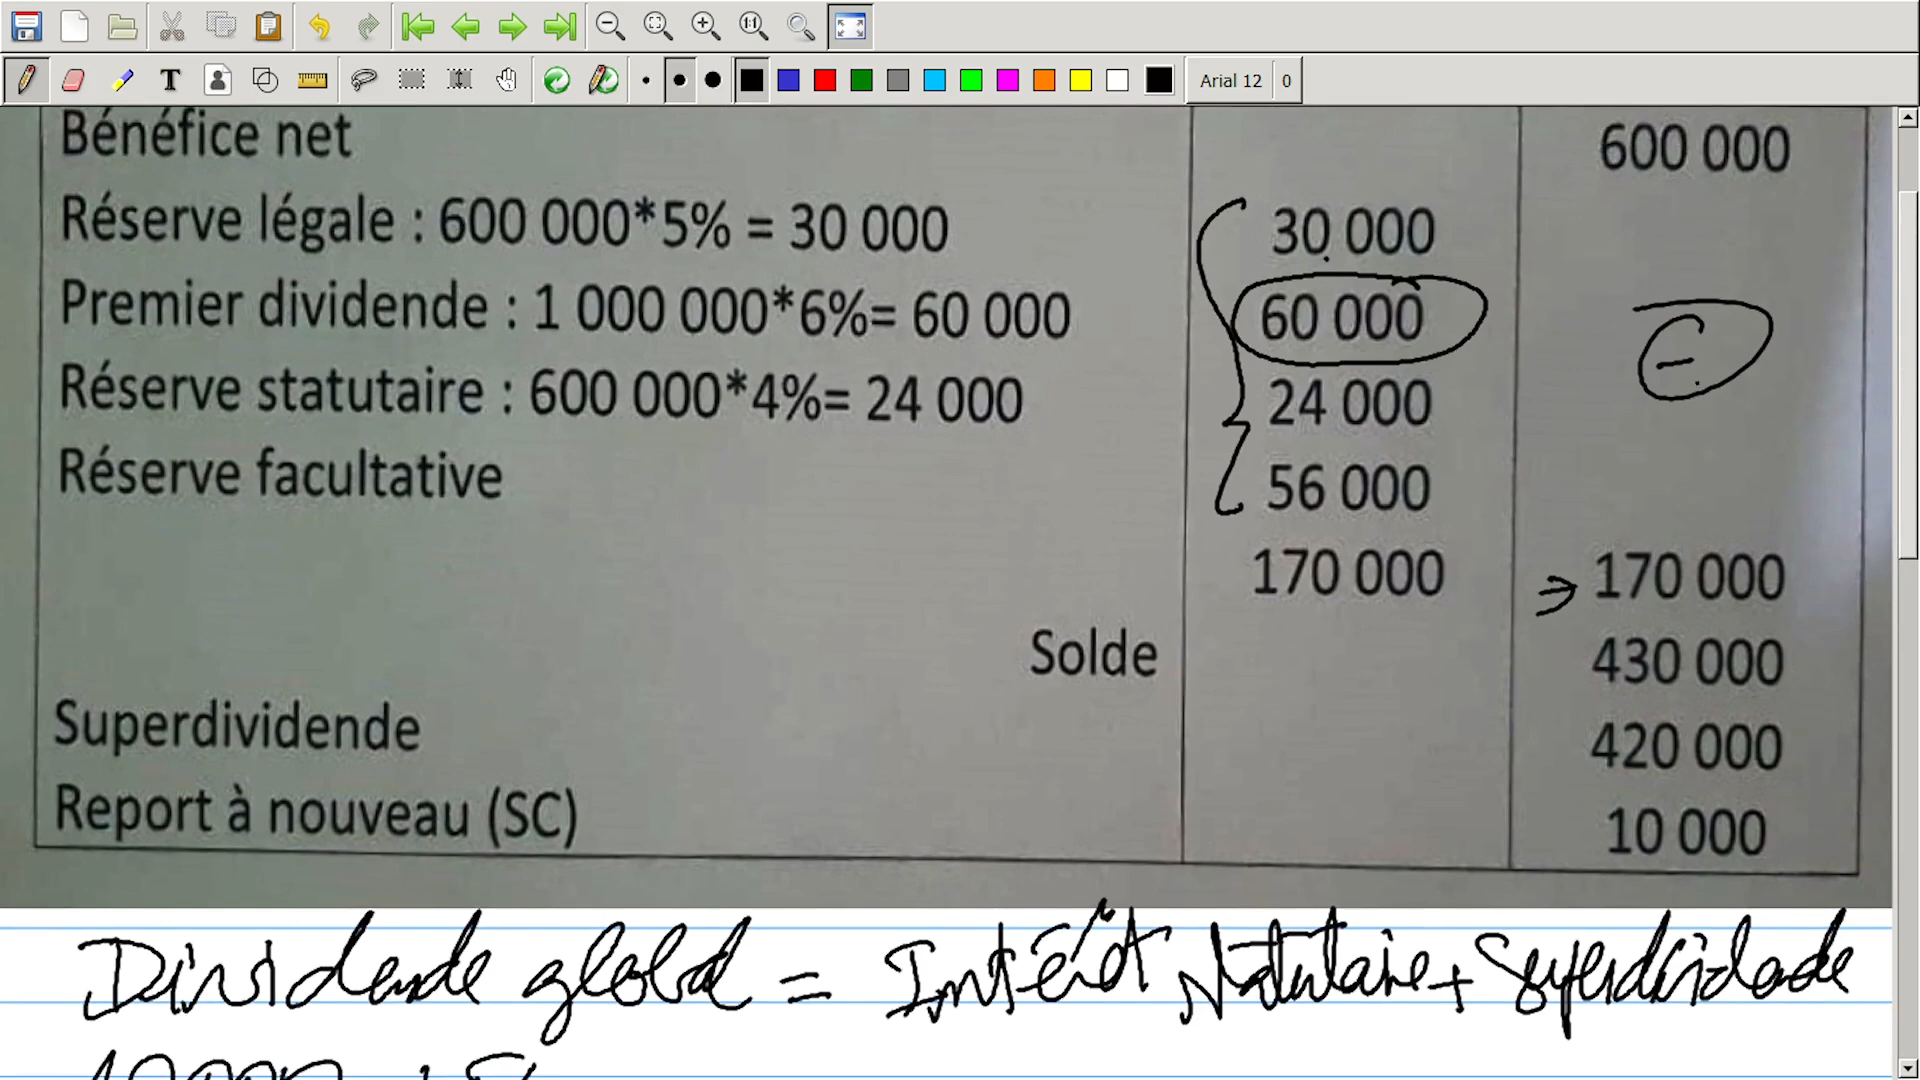 Arial 12 0
Bénéfice net 600 000
Réserve légale : 600 000*5% = 30 000 30 000
Premier dividende : 1 000 000*6%= 60 000 60 000
Réserve statutaire : 600 000*4%= 24 000 24 000
Réserve facultative 56 000
170 000 ⇒ 170 000
Solde 430 000
Superdividende 420 000
Report à nouveau (SC) 10 000
Dividende global = Intérêt Statutaire + Superdividende